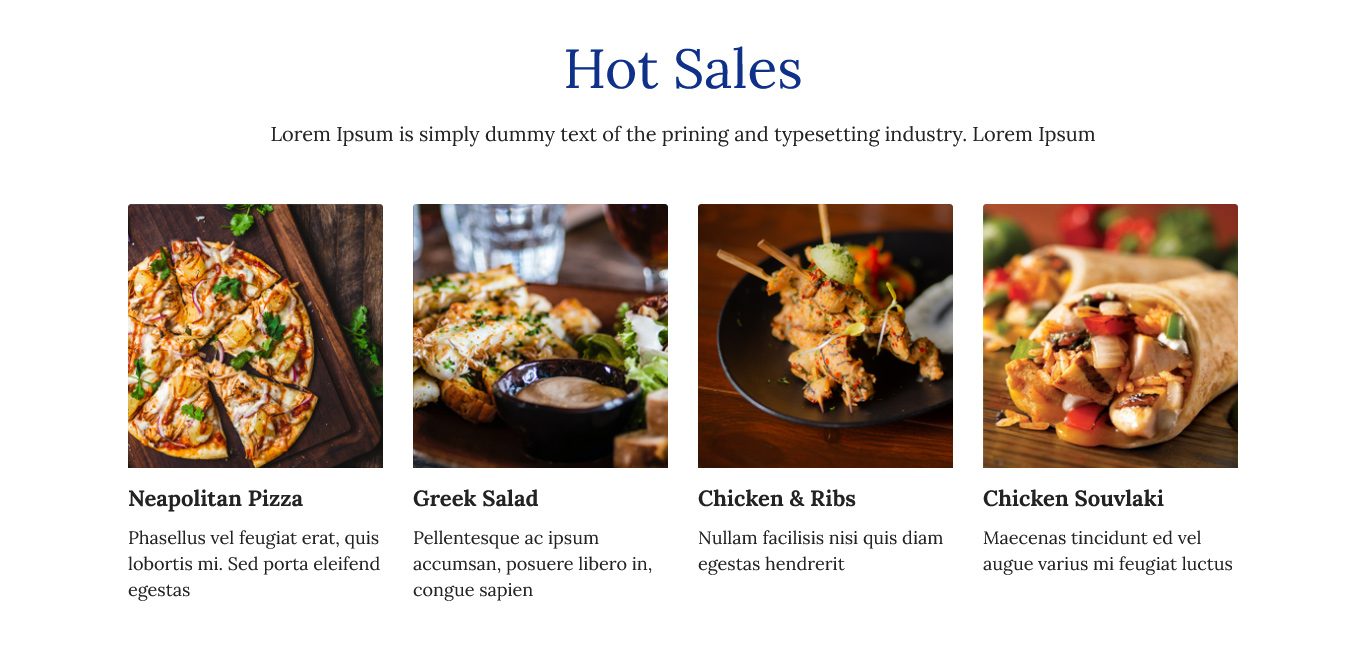 Hot Sales
Lorem Ipsum is simply dummy text of the prining and typesetting industry. Lorem Ipsum
Neapolitan Pizza
Phasellus vel feugiat erat, quis
lobortis mi. Sed porta eleifend
egestas
Greek Salad
Pellentesque ac ipsum
accumsan, posuere libero in,
congue sapien
Chicken & Ribs
Nullam facilisis nisi quis diam
egestas hendrerit
Chicken Souvlaki
Maecenas tincidunt ed vel
augue varius mi feugiat luctus